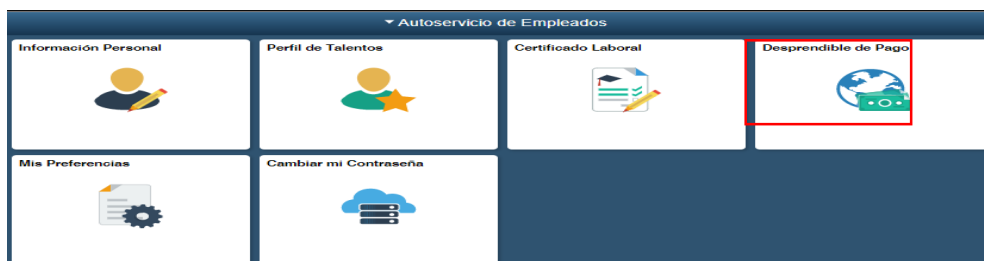 Autoservicio de Empleados
Información Personal
Perfil de Talentos
Certificado Laboral
Desprendible de Pago
Mis Preferencias
Cambiar mi Contraseña